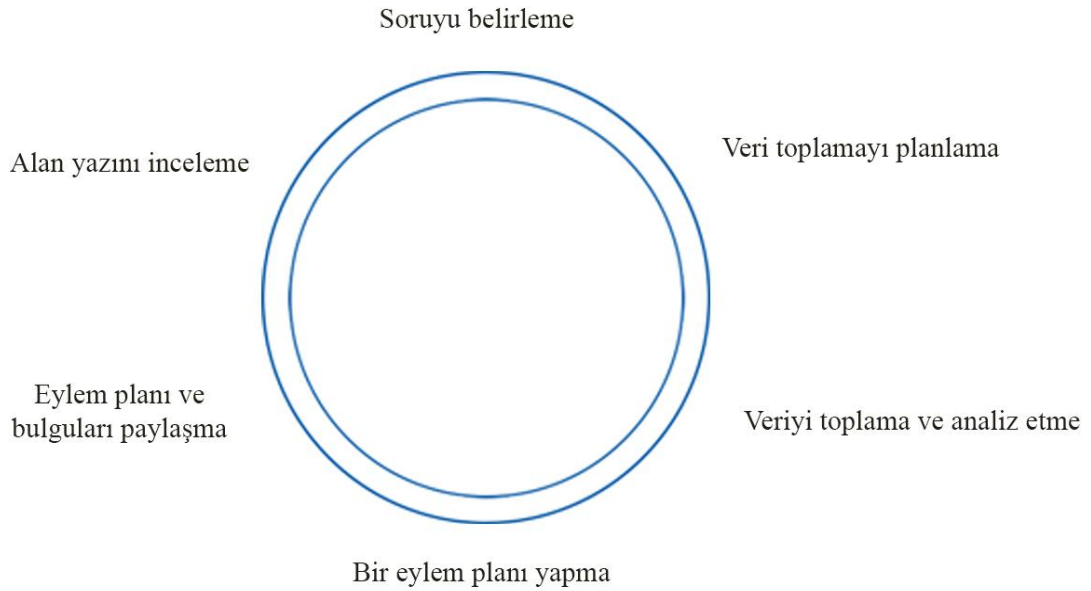 Soruyu belirleme
Veri toplamayı planlama
Alan yazını inceleme
Eylem planı ve
bulguları paylaşma
Veriyi toplama ve analiz etme
Bir eylem planı yapma